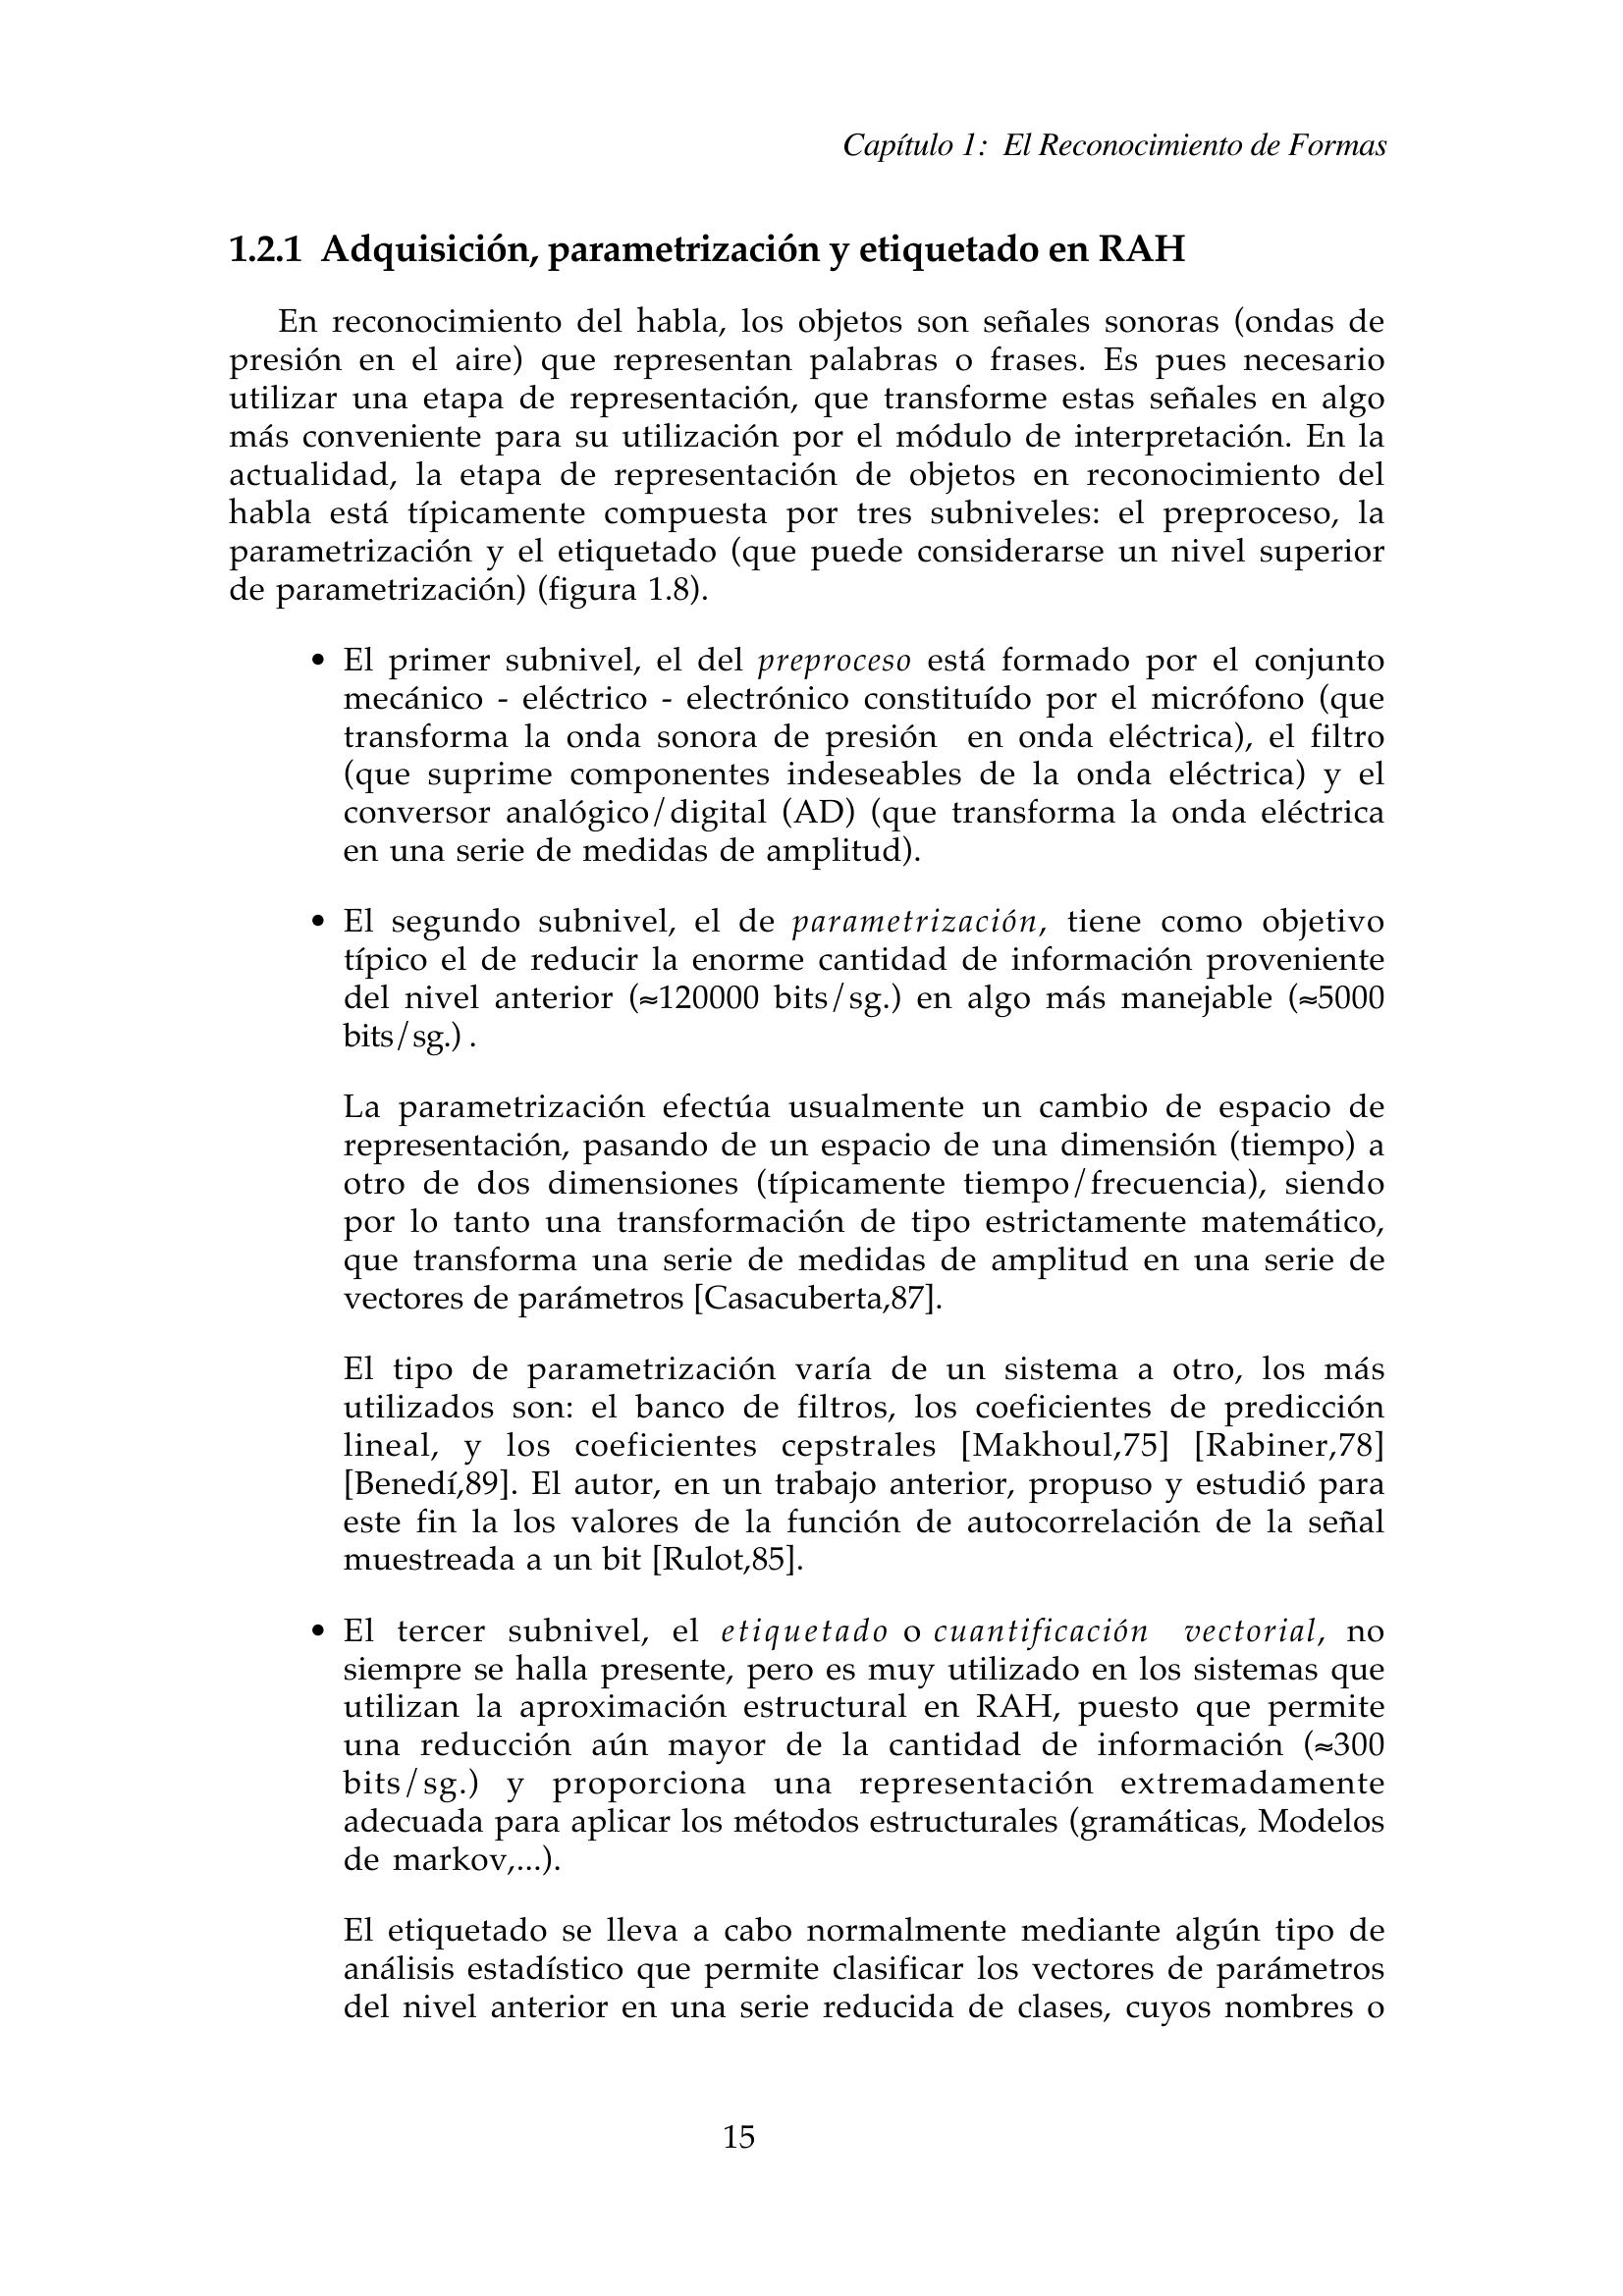 Capítulo 1: El Reconocimiento de Formas
1.2.1 Adquisición, parametrización y etiquetado en RAH
En reconocimiento del habla, los objetos son señales sonoras (ondas de
presión en el aire) que representan palabras o frases. Es pues necesario
utilizar una etapa de representación, que transforme estas señales en algo
más conveniente para su utilización por el módulo de interpretación. En la
actualidad, la etapa de representación de objetos en reconocimiento del
habla está típicamente compuesta por tres subniveles: el preproceso, la
parametrización y el etiquetado (que puede considerarse un nivel superior
de parametrización) (figura 1.8).
• El primer subnivel, el del preproceso está formado por el conjunto
mecánico - eléctrico - electrónico constituído por el micrófono (que
transforma la onda sonora de presión en onda eléctrica), el filtro
(que suprime componentes indeseables de la onda eléctrica) y el
conversor analógico/digital (AD) (que transforma la onda eléctrica
en una serie de medidas de amplitud).
• El segundo subnivel, el de parametrización, tiene como objetivo
típico el de reducir la enorme cantidad de información proveniente
del nivel anterior (≈120000 bits/sg.) en algo más manejable (≈5000
bits/sg.) .
La parametrización efectúa usualmente un cambio de espacio de
representación, pasando de un espacio de una dimensión (tiempo) a
otro de dos dimensiones (típicamente tiempo/frecuencia), siendo
por lo tanto una transformación de tipo estrictamente matemático,
que transforma una serie de medidas de amplitud en una serie de
vectores de parámetros [Casacuberta,87].
El tipo de parametrización varía de un sistema a otro, los más
utilizados son: el banco de filtros, los coeficientes de predicción
lineal, y los coeficientes cepstrales [Makhoul,75] [Rabiner,78]
[Benedí,89]. El autor, en un trabajo anterior, propuso y estudió para
este fin la los valores de la función de autocorrelación de la señal
muestreada a un bit [Rulot,85].
• El tercer subnivel, el etiquetado o cuantificación vectorial, no
siempre se halla presente, pero es muy utilizado en los sistemas que
utilizan la aproximación estructural en RAH, puesto que permite
una reducción aún mayor de la cantidad de información (≈300
bits/sg.) y proporciona una representación extremadamente
adecuada para aplicar los métodos estructurales (gramáticas, Modelos
de markov,...).
El etiquetado se lleva a cabo normalmente mediante algún tipo de
análisis estadístico que permite clasificar los vectores de parámetros
del nivel anterior en una serie reducida de clases, cuyos nombres o
15